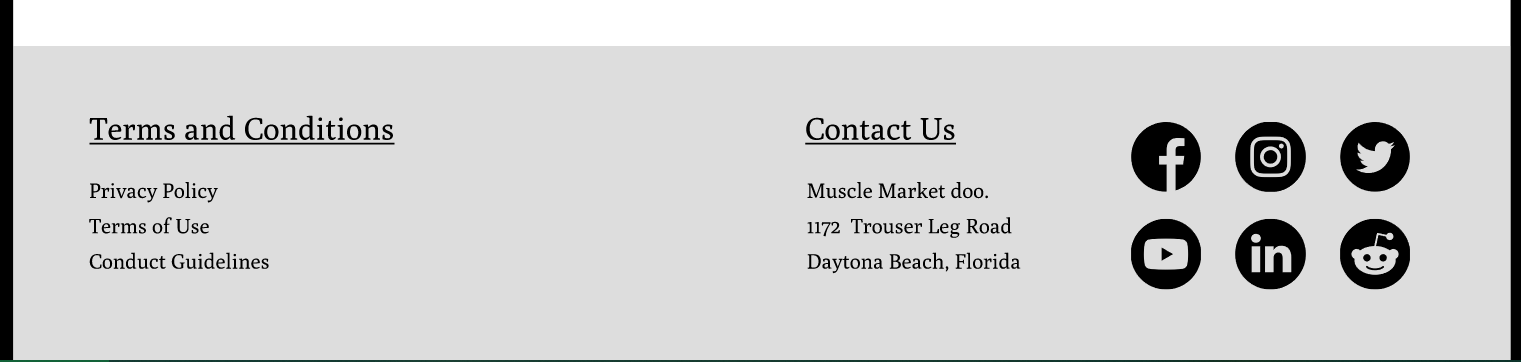 Terms and Conditions
Privacy Policy
Terms of Use
Conduct Guidelines
Contact Us
Muscle Market doo.
1172 Trouser Leg Road
Daytona Beach, Florida